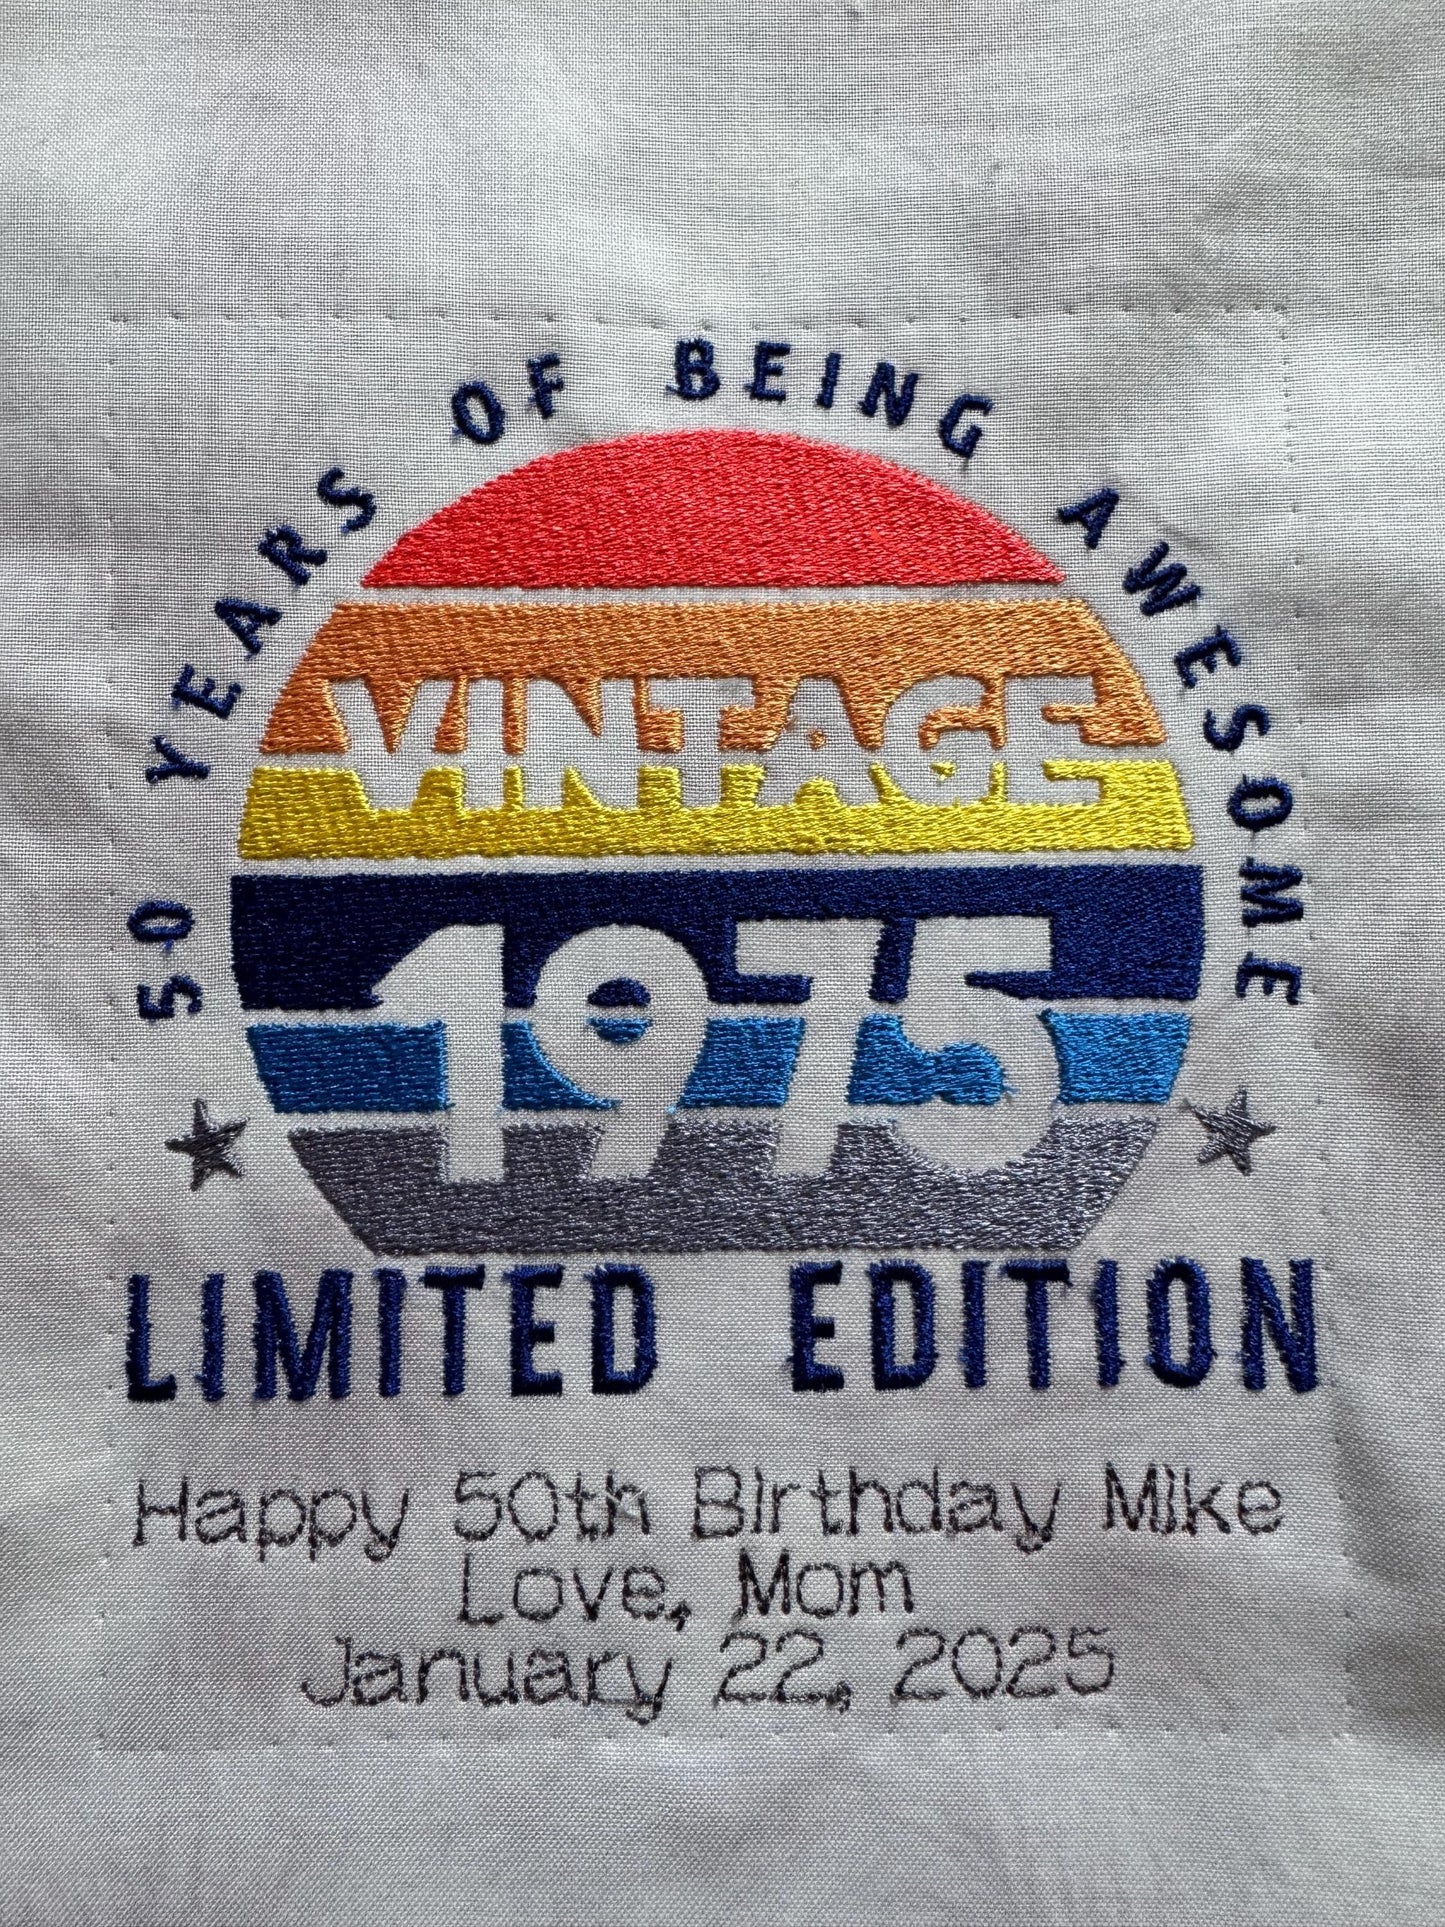 50 YEARS OF BEING AWESOME
VINTAGE
1975
LIMITED EDITION
Happy 50th Birthday Mike
Love, Mom
January 22, 2025